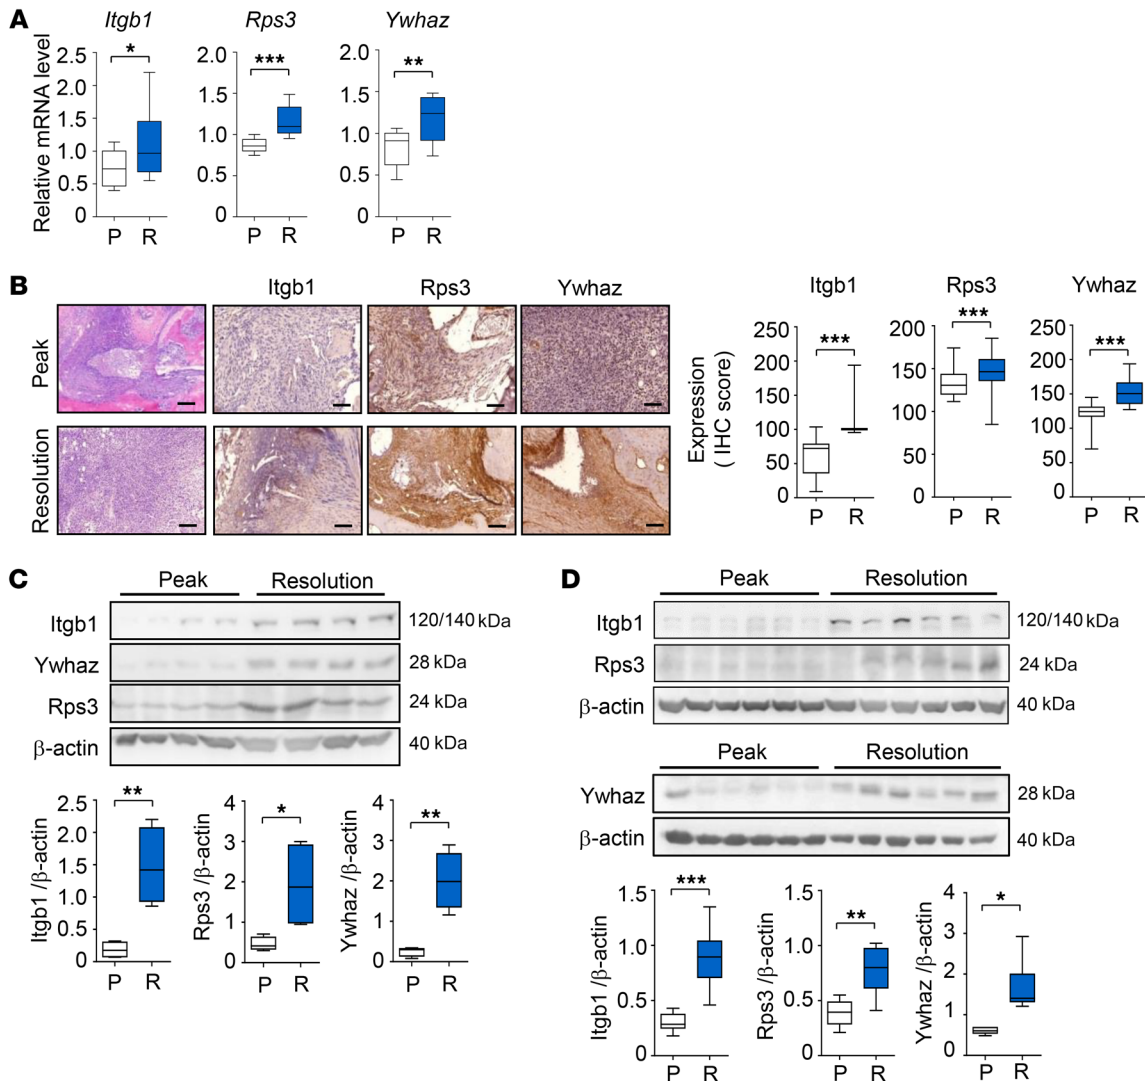 A
Itgb1
Rps3
Ywhaz
Relative mRNA level
2.5
2.0
1.5
1.0
0.5
0
*
P
R
2.0
1.5
1.0
0.5
0
***
P
R
2.0
1.5
1.0
0.5
0
**
P
R
B
Itgb1
Rps3
Ywhaz
Peak
Resolution
Expression
( IHC score)
Itgb1
250
200
150
100
50
0
***
P
R
Rps3
200
150
100
50
0
***
P
R
Ywhaz
250
200
150
100
50
0
***
P
R
C
Peak
Resolution
Itgb1
120/140 kDa
Ywhaz
28 kDa
Rps3
24 kDa
β-actin
40 kDa
Itgb1 /β-actin
2.5
2.0
1.5
1.0
0.5
0
**
P
R
Rps3 /β-actin
4
3
2
1
0
*
P
R
Ywhaz /β-actin
4
3
2
1
0
**
P
R
D
Peak
Resolution
Itgb1
120/140 kDa
Rps3
24 kDa
β-actin
40 kDa
Peak
Resolution
Ywhaz
28 kDa
β-actin
40 kDa
Itgb1 /β-actin
1.5
1.0
0.5
0
***
P
R
Rps3 /β-actin
1.5
1.0
0.5
0
**
P
R
Ywhaz /β-actin
4
3
2
1
0
*
P
R